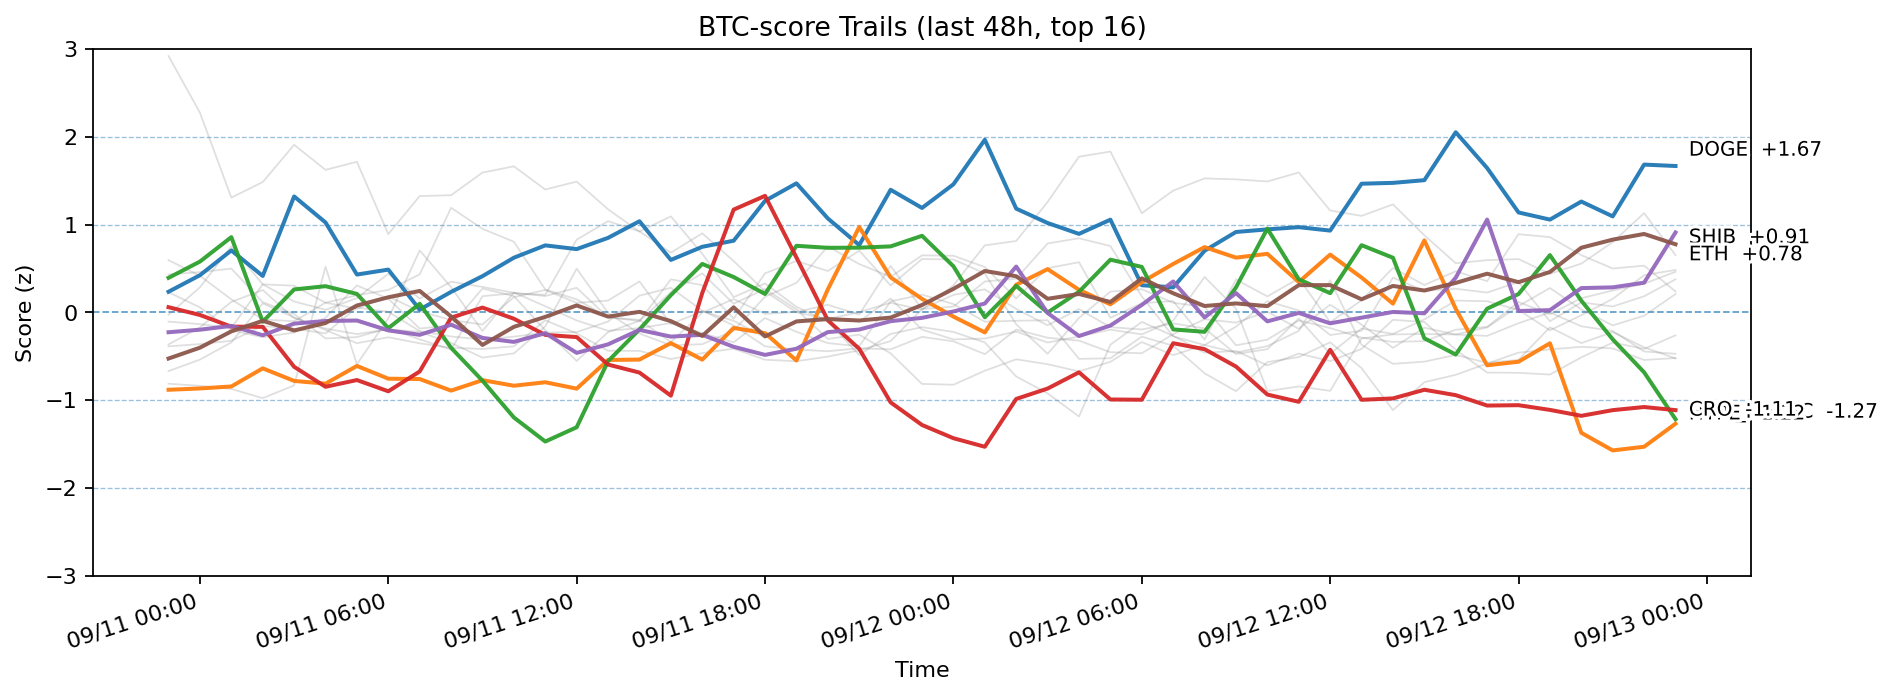 BTC-score Trails (last 48h, top 16)
Score (z)
3
2
1
0
−1
−2
−3
DOGE +1.67
SHIB +0.91
ETH +0.78
CRO -1.11
-1.27
09/11 00:00
09/11 06:00
09/11 12:00
09/11 18:00
09/12 00:00
09/12 06:00
09/12 12:00
09/12 18:00
09/13 00:00
Time